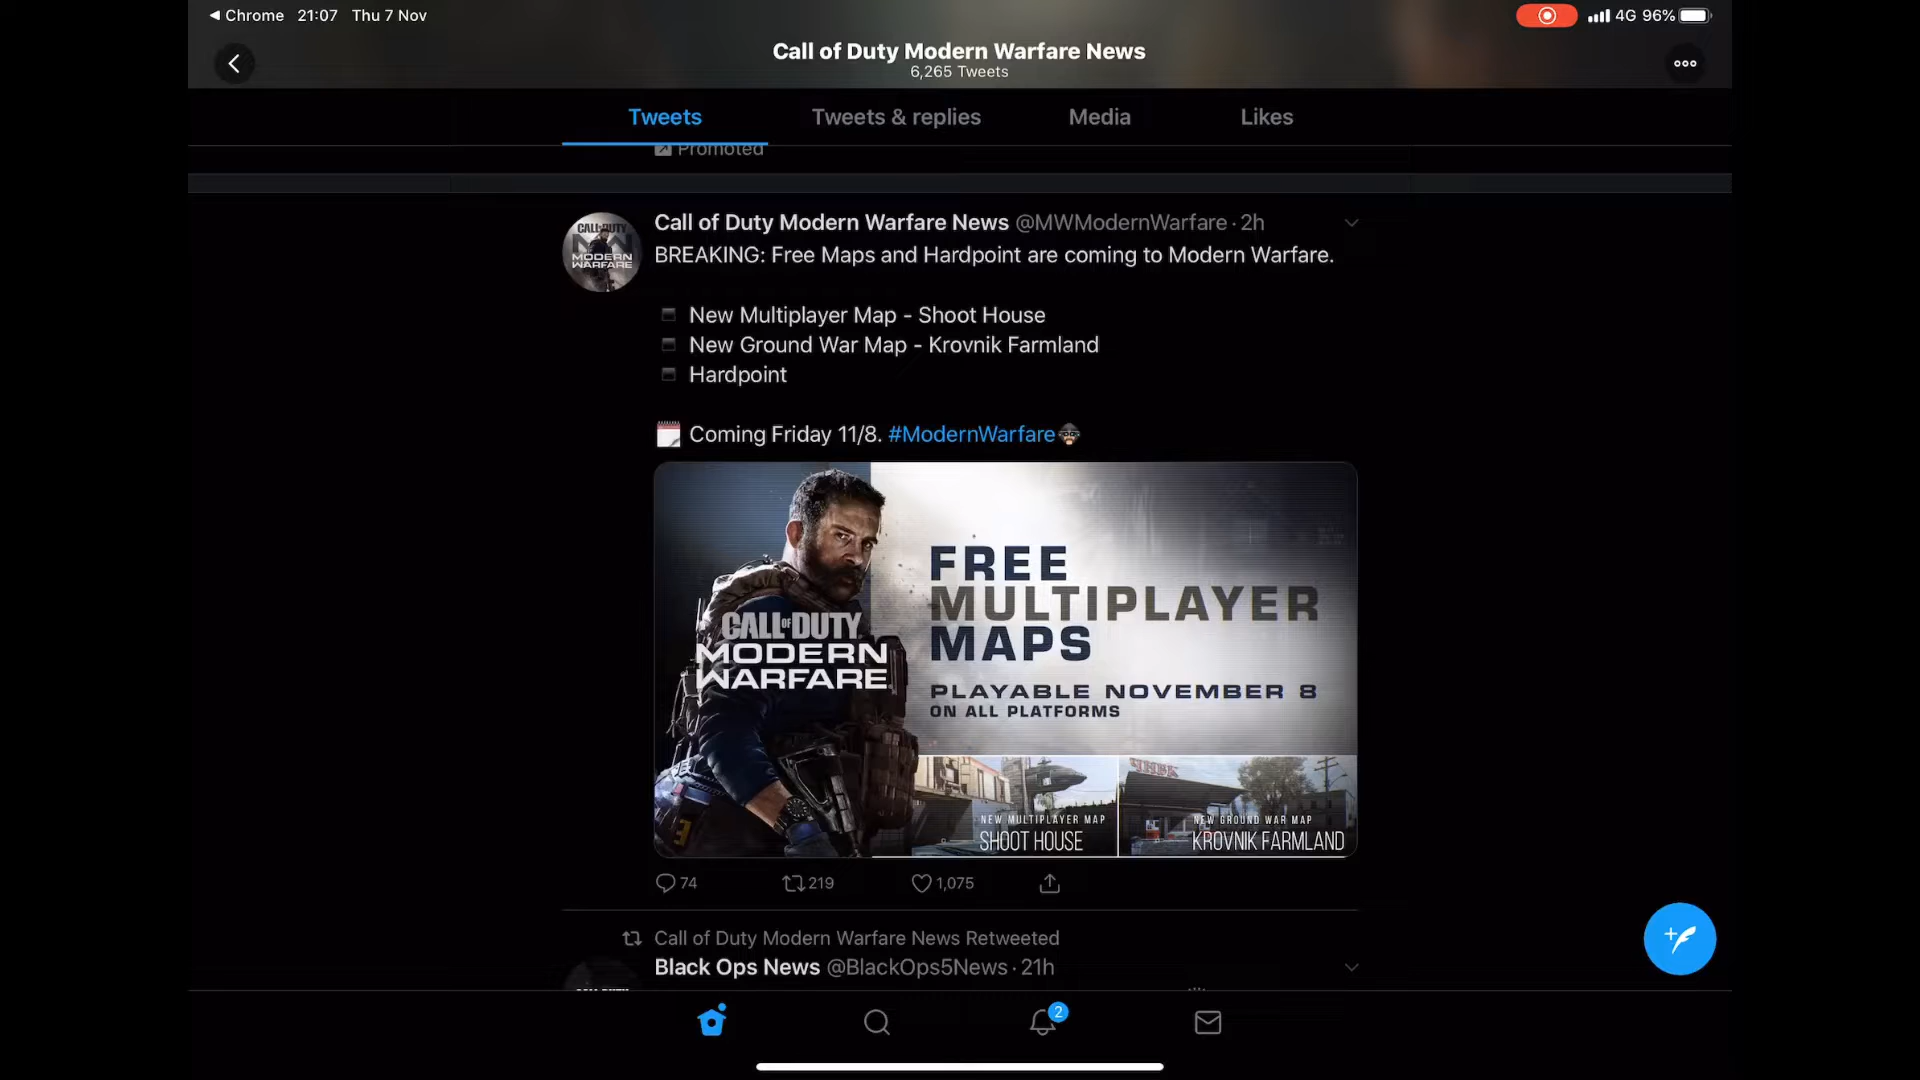 Chrome 21:07 Thu 7 Nov
4G 96%
Call of Duty Modern Warfare News
6,265 Tweets
Tweets Tweets & replies Media Likes
Promoted
Call of Duty Modern Warfare News @MWModernWarfare · 2h
BREAKING: Free Maps and Hardpoint are coming to Modern Warfare.
New Multiplayer Map - Shoot House
New Ground War Map - Krovnik Farmland
Hardpoint
Coming Friday 11/8. #ModernWarfare
CALL OF DUTY
MODERN
WARFARE
FREE
MULTIPLAYER
MAPS
PLAYABLE NOVEMBER 8
ON ALL PLATFORMS
NEW MULTIPLAYER MAP
SHOOT HOUSE
NEW GROUND WAR MAP
KROVNIK FARMLAND
74 219 1,075
Call of Duty Modern Warfare News Retweeted
Black Ops News @BlackOps5News · 21h
2